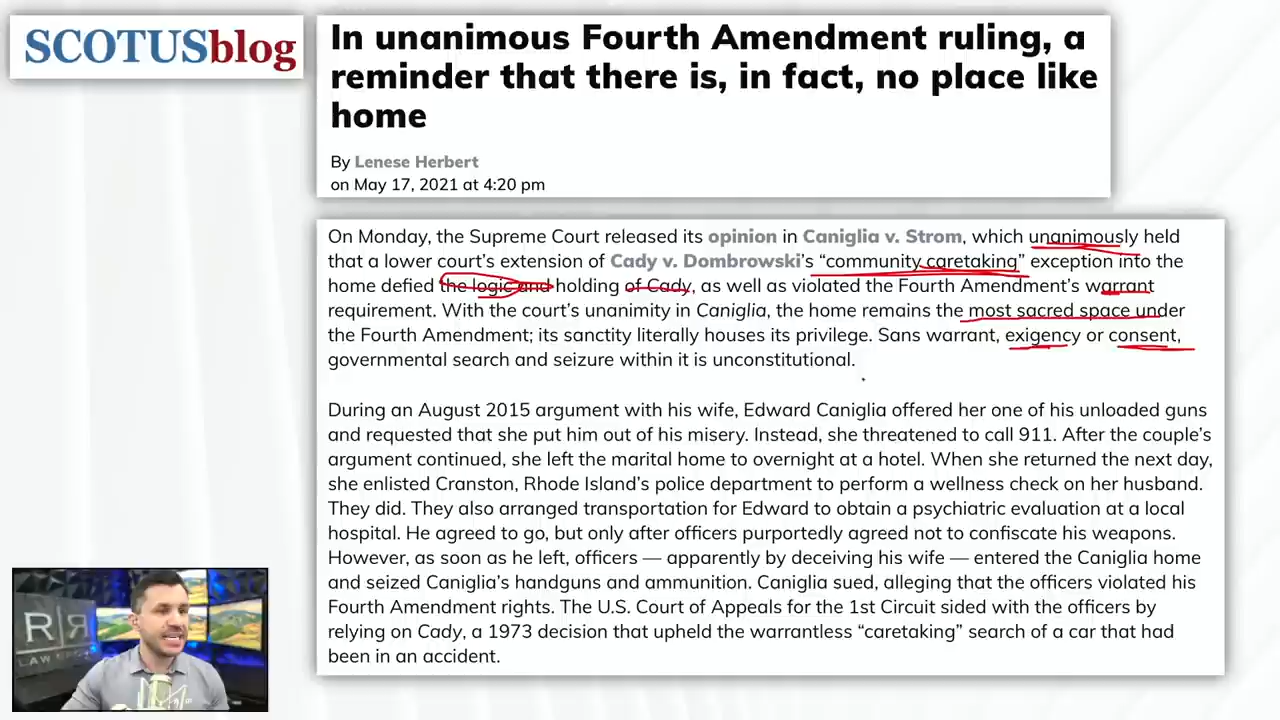 SCOTUSblog
In unanimous Fourth Amendment ruling, a
reminder that there is, in fact, no place like
home
By Lenese Herbert
on May 17, 2021 at 4:20 pm
On Monday, the Supreme Court released its opinion in Caniglia v. Strom, which unanimously held
that a lower court's extension of Cady v. Dombrowski's “community caretaking” exception into the
home defied the logic and holding of Cady, as well as violated the Fourth Amendment's warrant
requirement. With the court's unanimity in Caniglia, the home remains the most sacred space under
the Fourth Amendment; its sanctity literally houses its privilege. Sans warrant, exigency or consent,
governmental search and seizure within it is unconstitutional.
During an August 2015 argument with his wife, Edward Caniglia offered her one of his unloaded guns
and requested that she put him out of his misery. Instead, she threatened to call 911. After the couple's
argument continued, she left the marital home to overnight at a hotel. When she returned the next day,
she enlisted Cranston, Rhode Island's police department to perform a wellness check on her husband.
They did. They also arranged transportation for Edward to obtain a psychiatric evaluation at a local
hospital. He agreed to go, but only after officers purportedly agreed not to confiscate his weapons.
However, as soon as he left, officers — apparently by deceiving his wife — entered the Caniglia home
and seized Caniglia's handguns and ammunition. Caniglia sued, alleging that the officers violated his
Fourth Amendment rights. The U.S. Court of Appeals for the 1st Circuit sided with the officers by
relying on Cady, a 1973 decision that upheld the warrantless “caretaking” search of a car that had
been in an accident.
R|R
LAW